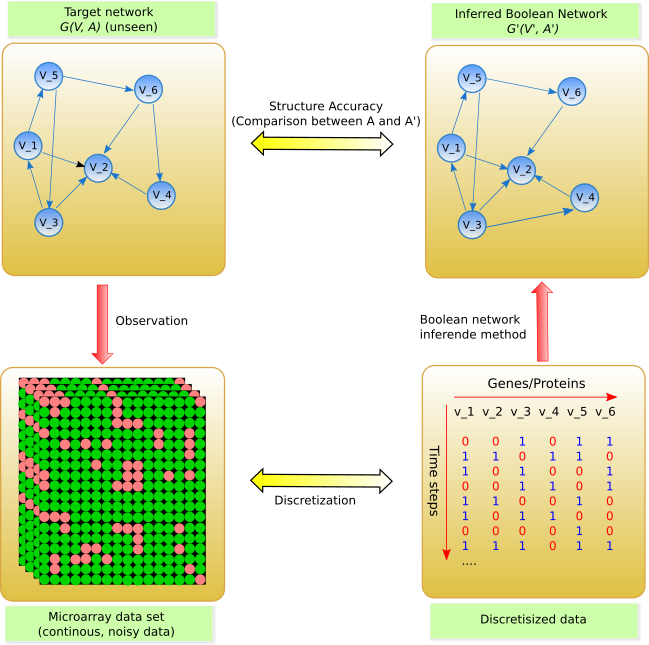 Target network
G(V, A) (unseen)
Inferred Boolean Network
G'(V', A')
V_5
V_6
V_1
V_2
V_4
V_3
Structure Accuracy
(Comparison between A and A')
V_5
V_6
V_1
V_2
V_4
V_3
Observation
Boolean network
inferende method
Genes/Proteins
v_1 v_2 v_3 v_4 v_5 v_6
Time steps
0 0 1 0 1 1
1 1 0 1 1 0
1 0 1 0 0 1
0 0 1 1 0 1
1 1 0 0 1 0
1 0 1 1 0 0
0 0 0 0 1 0
1 1 1 0 1 1
....
Discretization
Microarray data set
(continous, noisy data)
Discretisized data